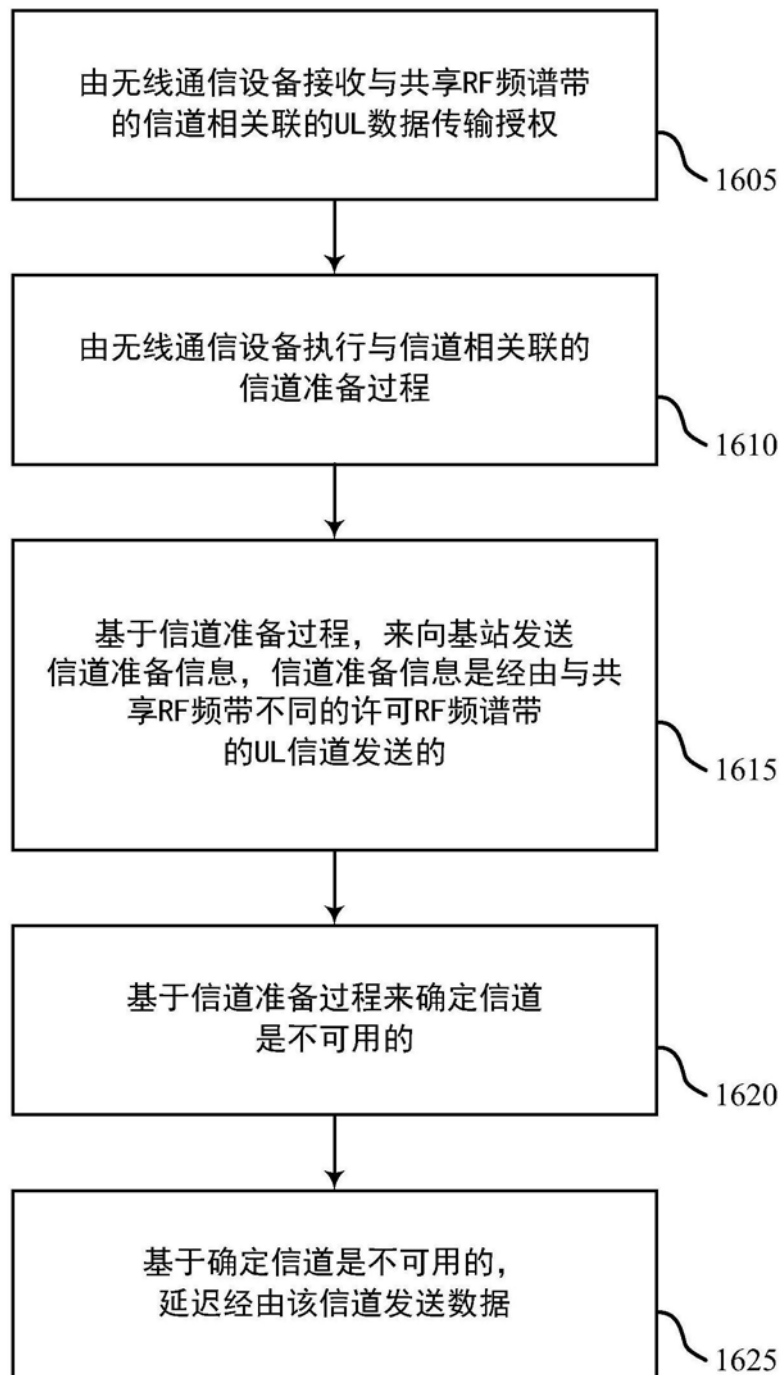 由无线通信设备接收与共享RF频谱带
的信道相关联的UL数据传输授权
1605
由无线通信设备执行与信道相关联的
信道准备过程
1610
基于信道准备过程，来向基站发送
信道准备信息，信道准备信息是经由与共
享RF频带不同的许可RF频谱带
的UL信道发送的
1615
基于信道准备过程来确定信道
是不可用的
1620
基于确定信道是不可用的，
延迟经由该信道发送数据
1625